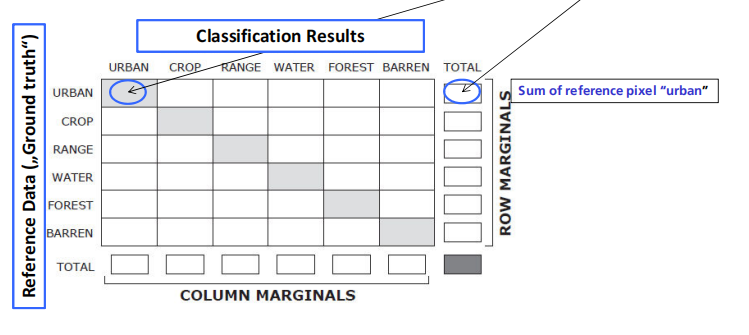 Classification Results
Reference Data („Ground truth“)
URBAN CROP RANGE WATER FOREST BARREN TOTAL
URBAN
Sum of reference pixel “urban”
CROP
RANGE
WATER
FOREST
BARREN
TOTAL
ROW MARGINALS
COLUMN MARGINALS